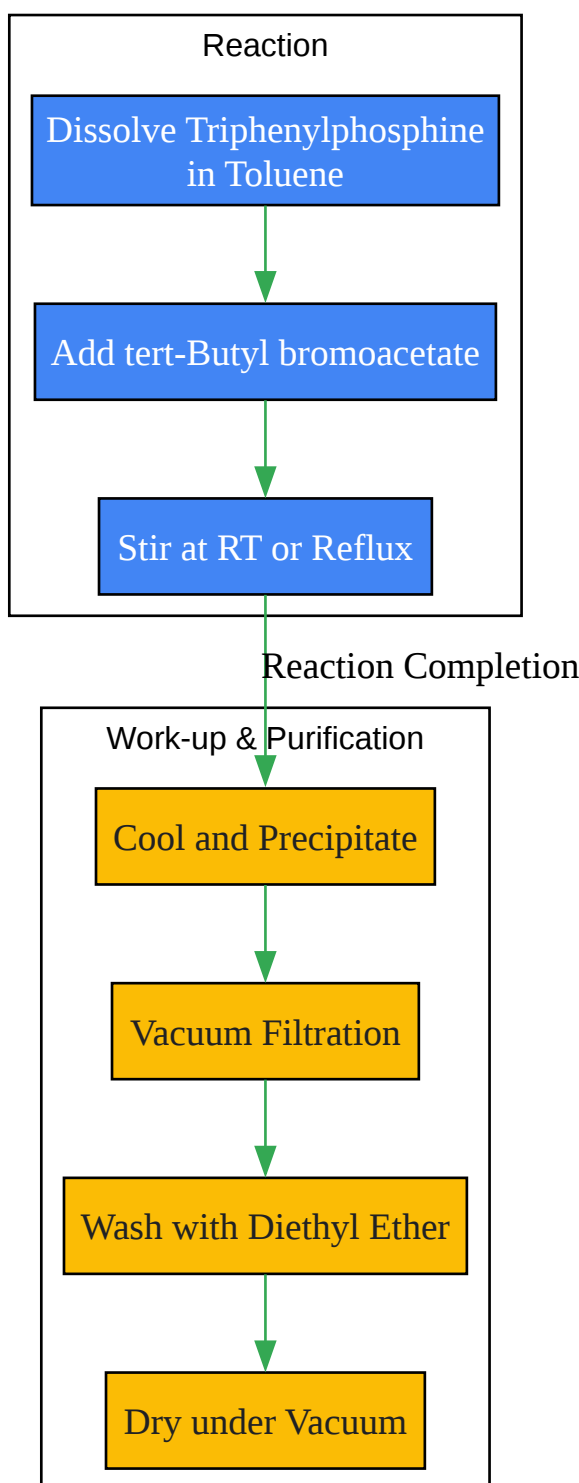 Reaction
Dissolve Triphenylphosphine
in Toluene
Add tert-Butyl bromoacetate
Stir at RT or Reflux
Reaction Completion
Work-up & Purification
Cool and Precipitate
Vacuum Filtration
Wash with Diethyl Ether
Dry under Vacuum